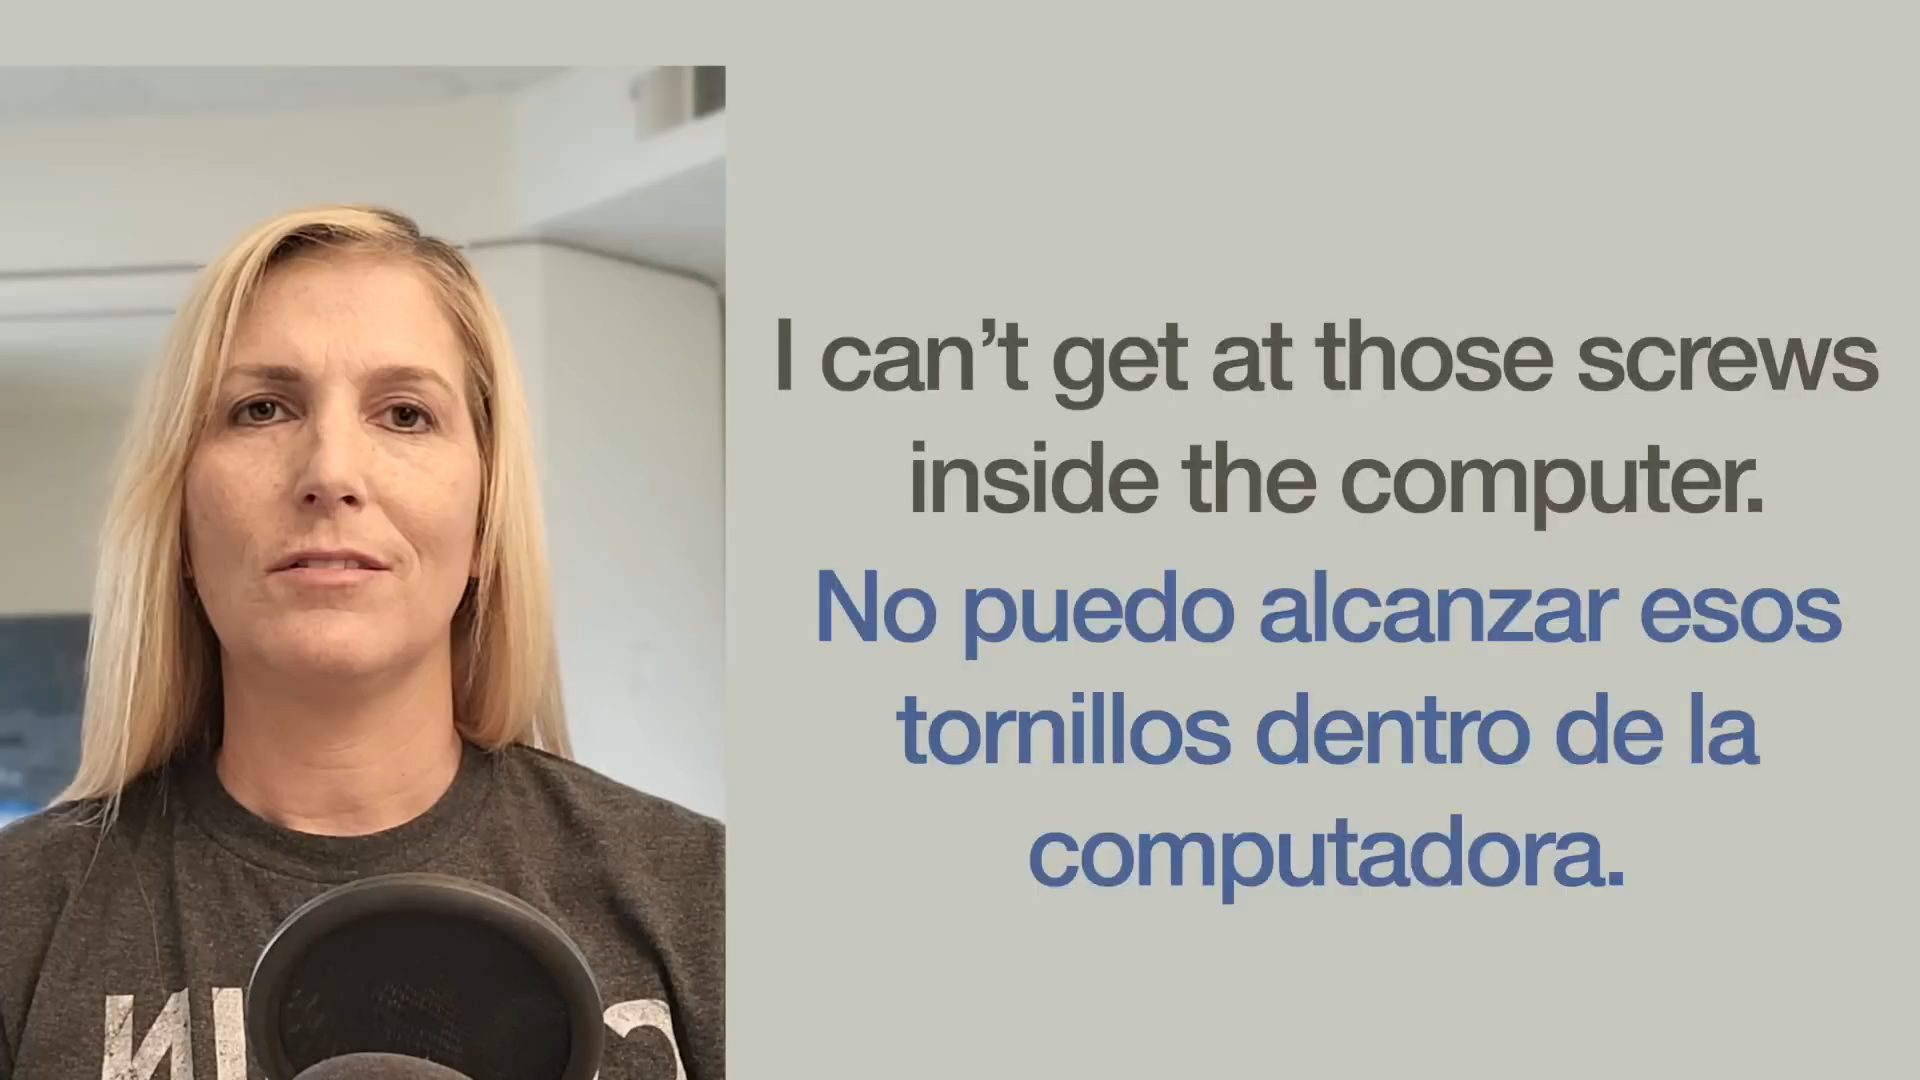 I can’t get at those screws
inside the computer.
No puedo alcanzar esos
tornillos dentro de la
computadora.